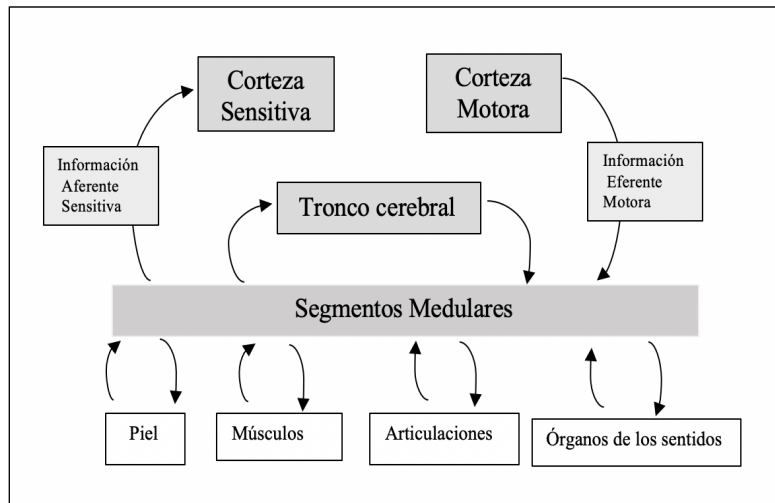 Corteza
Sensitiva
Corteza
Motora
Información
Aferente
Sensitiva
Información
Eferente
Motora
Tronco cerebral
Segmentos Medulares
Piel
Músculos
Articulaciones
Órganos de los sentidos